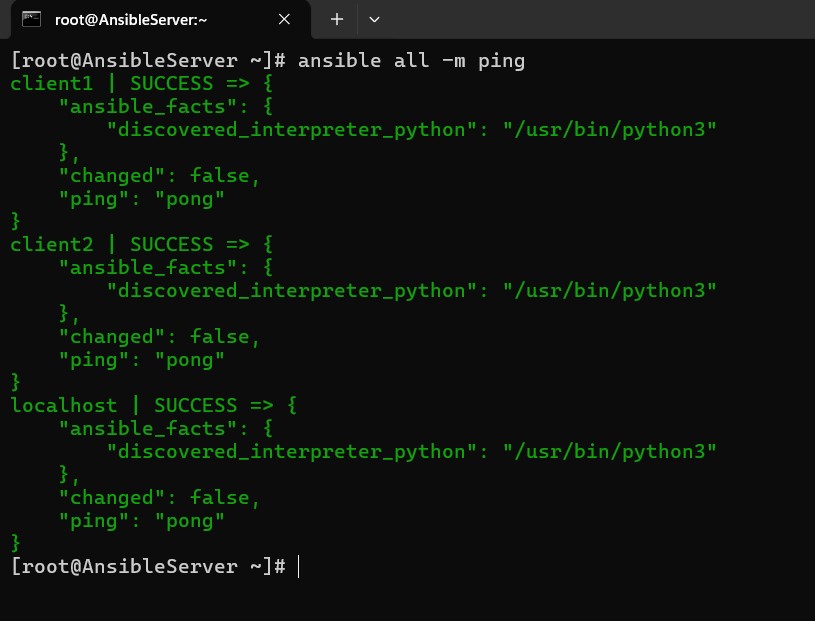 root@AnsibleServer:~
[root@AnsibleServer ~]# ansible all -m ping
client1 | SUCCESS => {
    "ansible_facts": {
        "discovered_interpreter_python": "/usr/bin/python3"
    },
    "changed": false,
    "ping": "pong"
}
client2 | SUCCESS => {
    "ansible_facts": {
        "discovered_interpreter_python": "/usr/bin/python3"
    },
    "changed": false,
    "ping": "pong"
}
localhost | SUCCESS => {
    "ansible_facts": {
        "discovered_interpreter_python": "/usr/bin/python3"
    },
    "changed": false,
    "ping": "pong"
}
[root@AnsibleServer ~]#